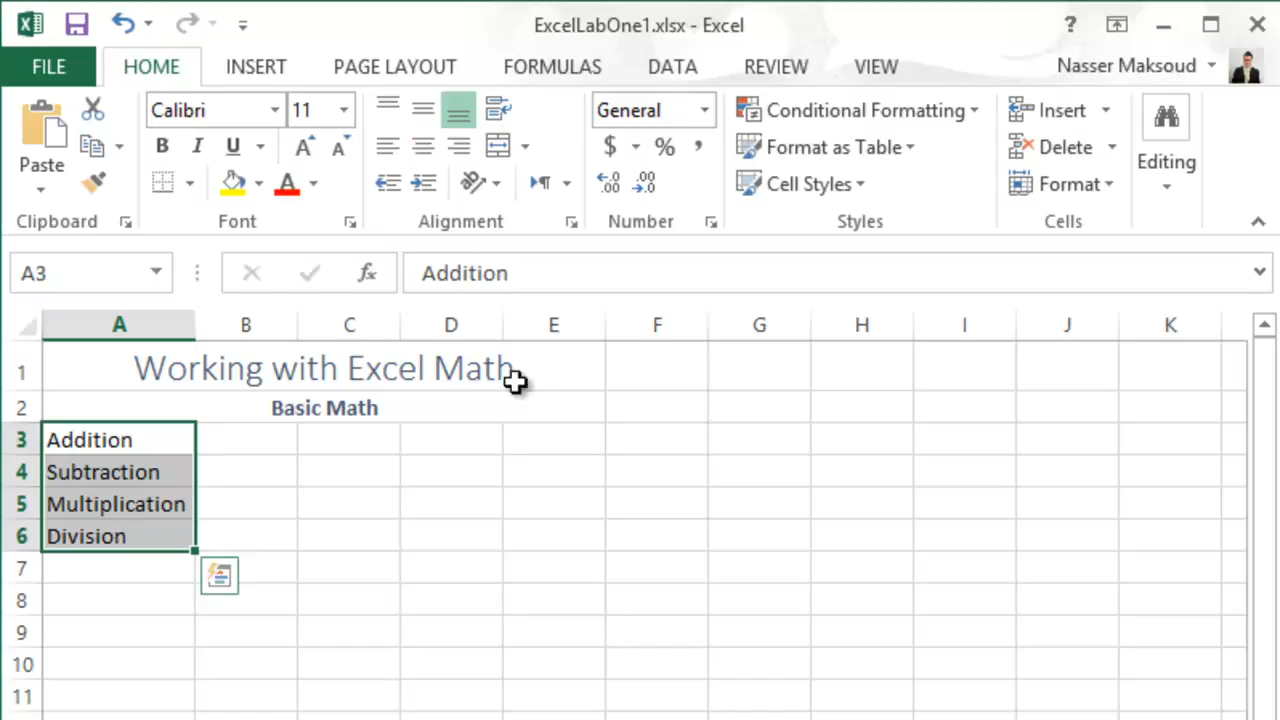 ExcelLabOne1.xlsx - Excel
?
FILE HOME INSERT PAGE LAYOUT FORMULAS DATA REVIEW VIEW Nasser Maksoud
Calibri 11 General Conditional Formatting Insert
Paste B I U A A $ % , Format as Table Delete Editing
A .00 .00 Cell Styles Format
Clipboard Font Alignment Number Styles Cells
A3 fx Addition
A B C D E F G H I J K
1 Working with Excel Math
2 Basic Math
3 Addition
4 Subtraction
5 Multiplication
6 Division
7
8
9
10
11